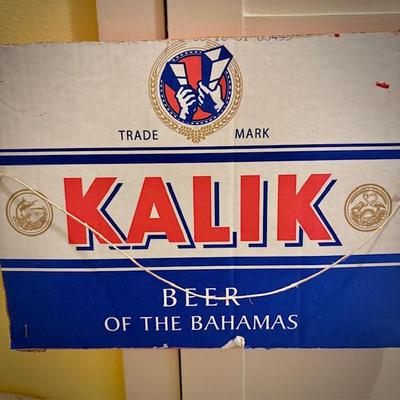 TRADE MARK
KALIK
BEER
OF THE BAHAMAS